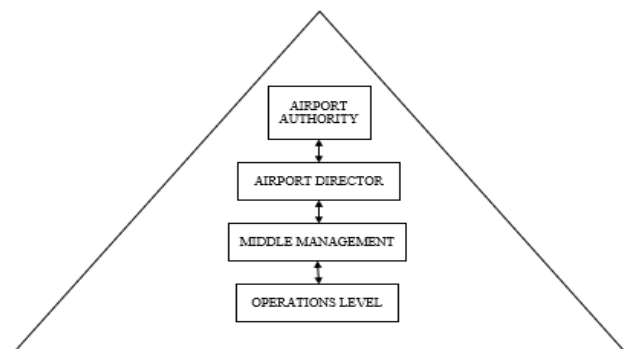 AIRPORT
AUTHORITY
AIRPORT DIRECTOR
MIDDLE MANAGEMENT
OPERATIONS LEVEL